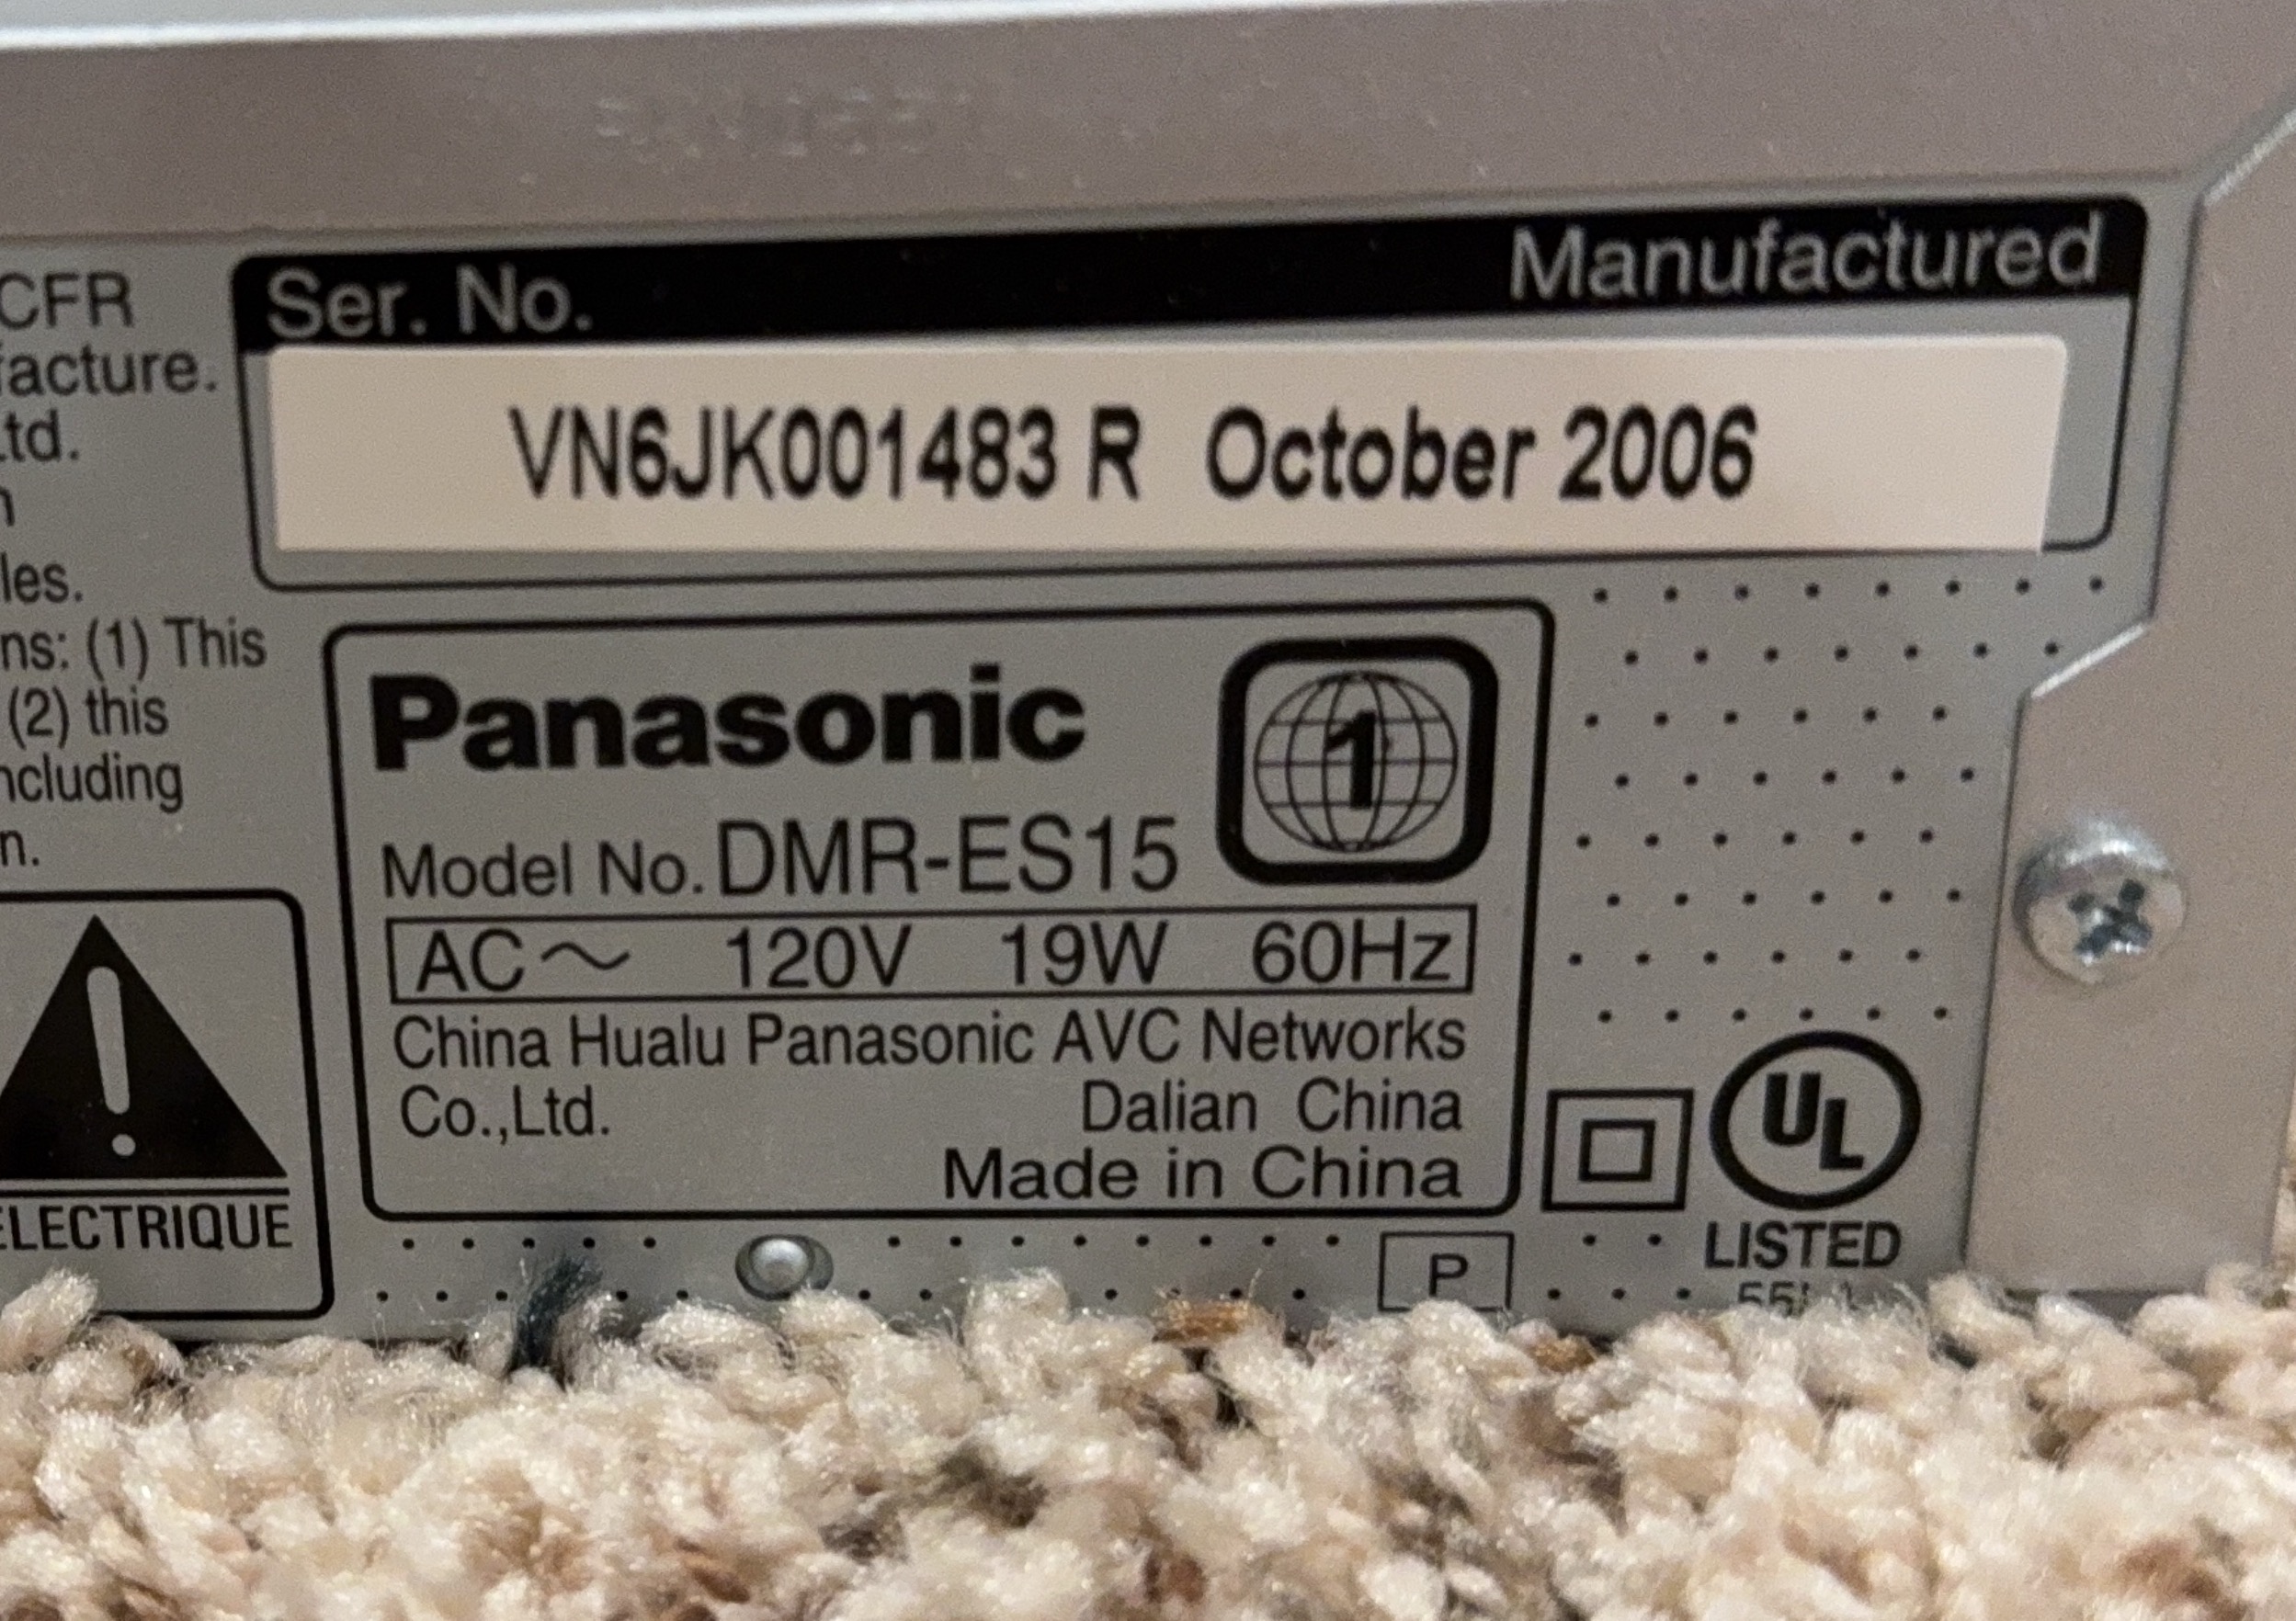 CFR
facture.
Ltd.
n
les.
ns: (1) This
(2) this
ncluding
n.
ELECTRIQUE
Ser. No. Manufactured
VN6JK001483 R October 2006
Panasonic
1
Model No. DMR-ES15
AC～ 120V 19W 60Hz
China Hualu Panasonic AVC Networks
Co.,Ltd. Dalian China
Made in China
P
UL
LISTED